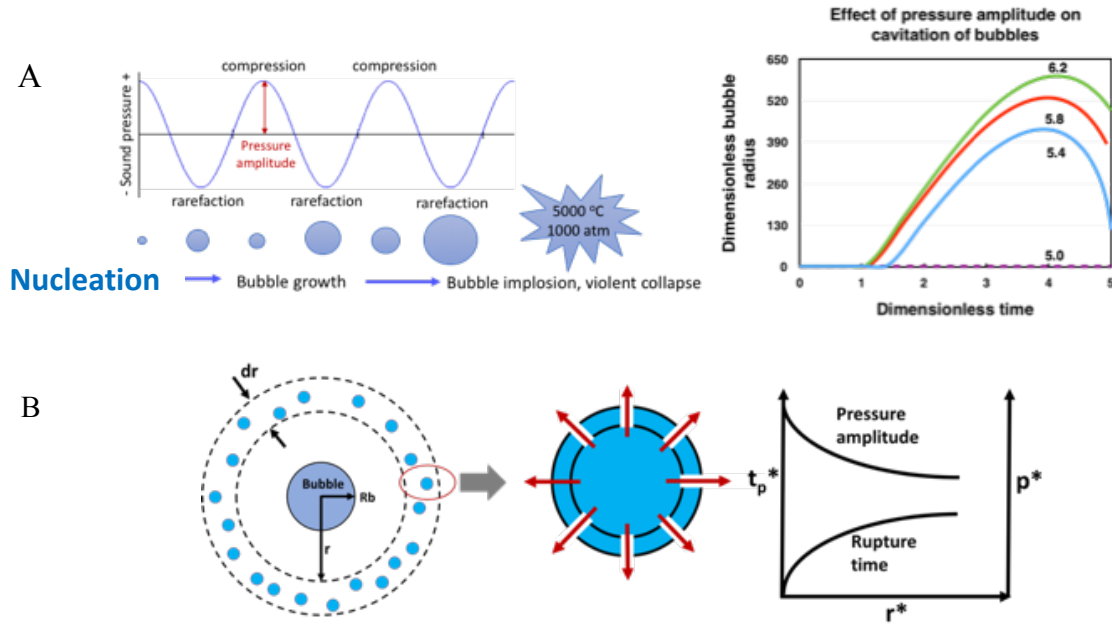 A
compression
compression
- Sound pressure +
Pressure
amplitude
rarefaction
rarefaction
rarefaction
5000 °C
1000 atm
Nucleation
Bubble growth
Bubble implosion, violent collapse
Effect of pressure amplitude on
cavitation of bubbles
Dimensionless bubble
radius
650
520
390
260
130
0
6.2
5.8
5.4
5.0
0
1
2
3
4
5
Dimensionless time
B
dr
Bubble
Rb
r
tp*
Pressure
amplitude
Rupture
time
p*
r*